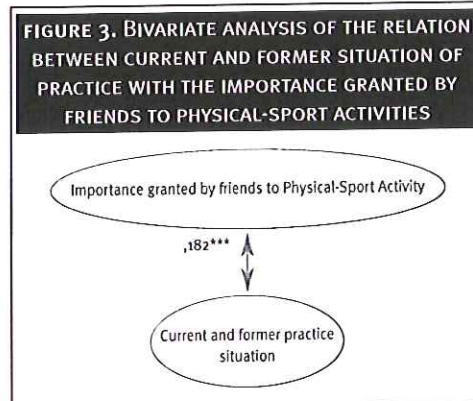 FIGURE 3. BIVARIATE ANALYSIS OF THE RELATION
BETWEEN CURRENT AND FORMER SITUATION OF
PRACTICE WITH THE IMPORTANCE GRANTED BY
FRIENDS TO PHYSICAL-SPORT ACTIVITIES
Importance granted by friends to Physical-Sport Activity
,182***
Current and former practice
situation